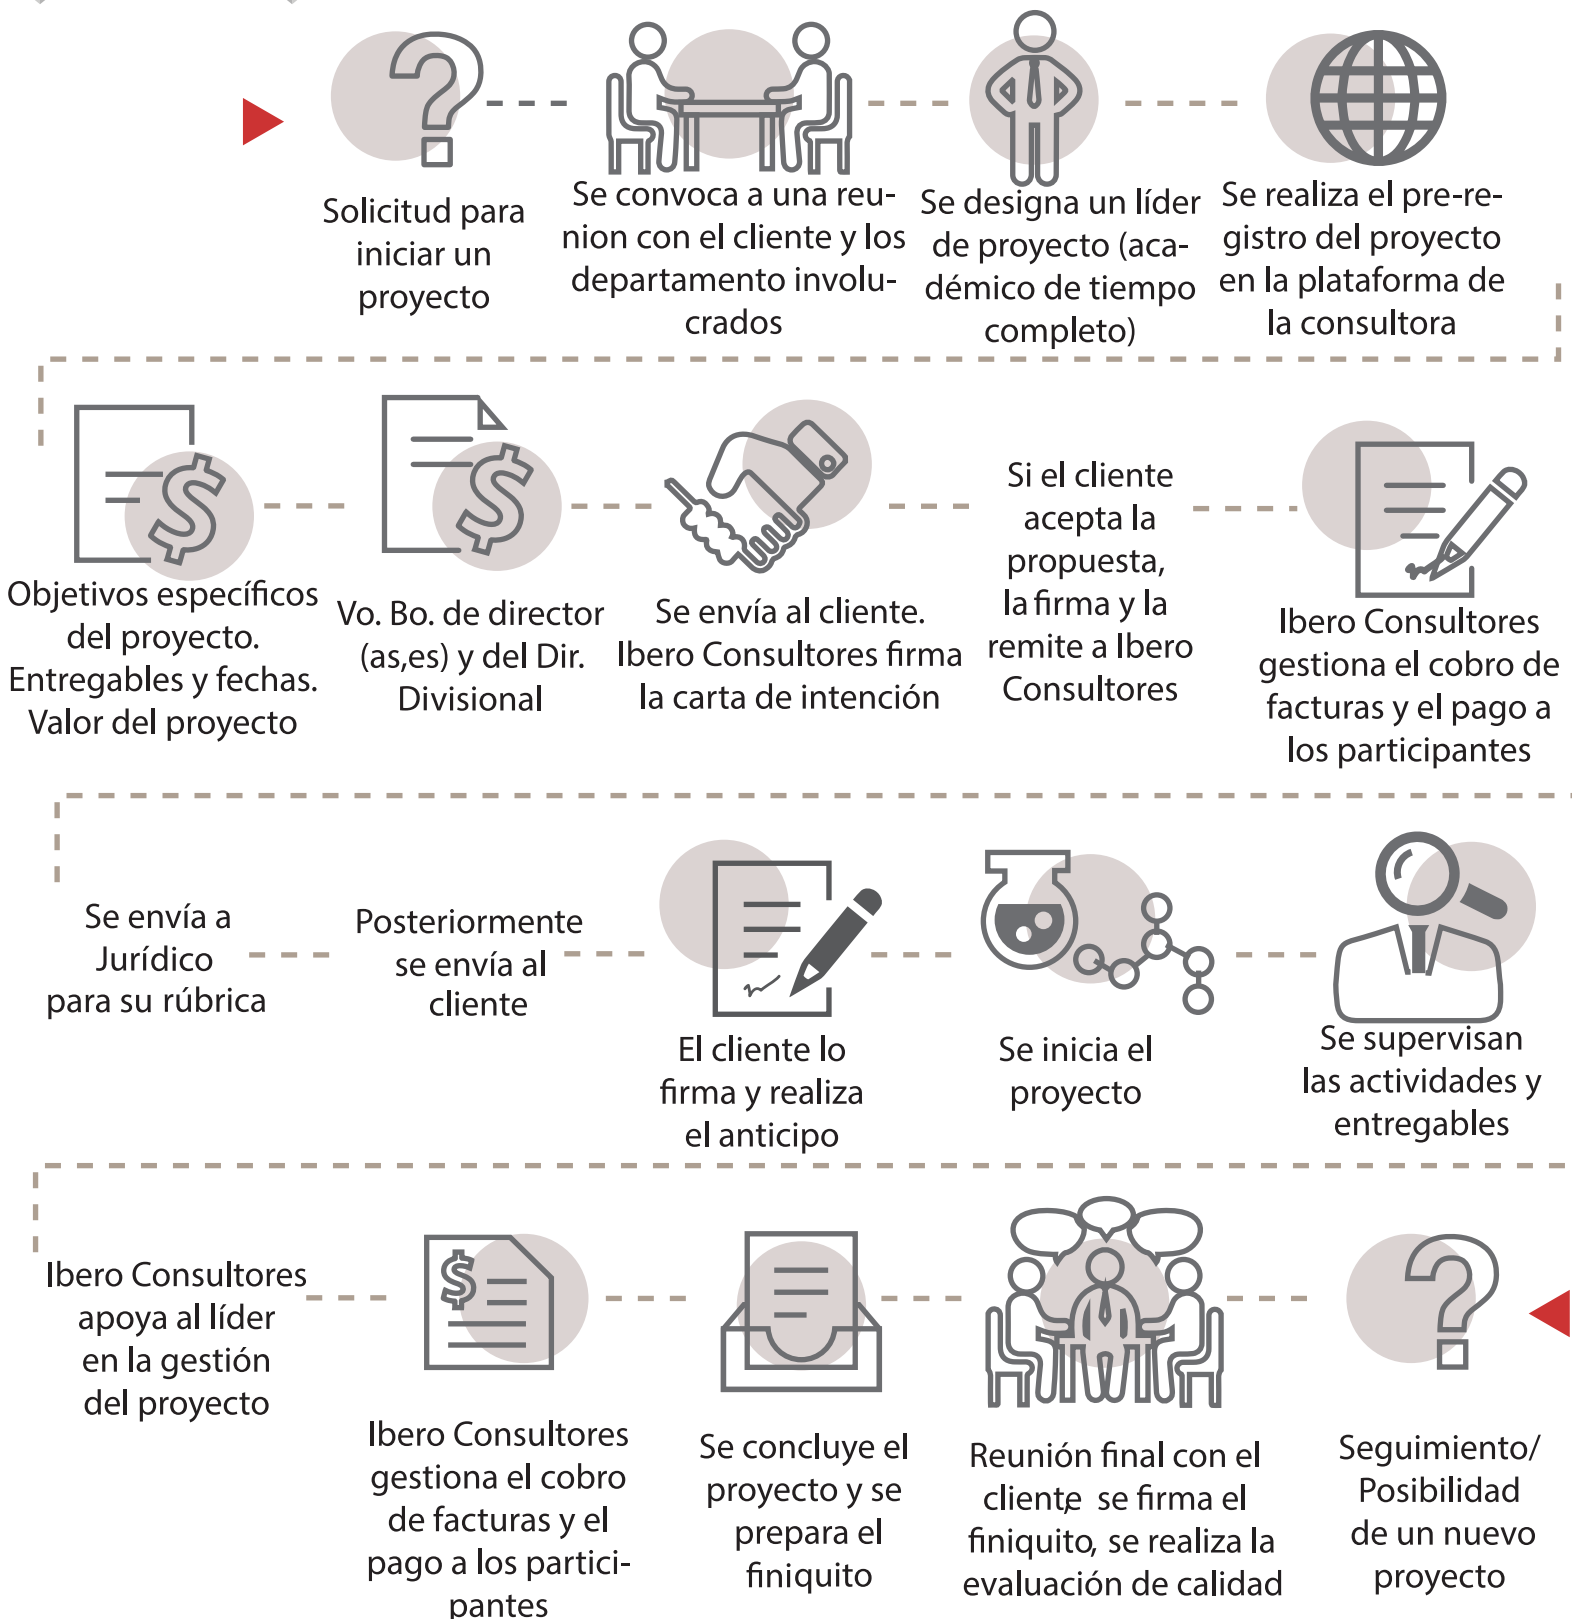 Solicitud para
iniciar un
proyecto
Se convoca a una reu-
nion con el cliente y los
departamento involu-
crados
Se designa un líder
de proyecto (aca-
démico de tiempo
completo)
Se realiza el pre-re-
gistro del proyecto
en la plataforma de
la consultora
Objetivos específicos
del proyecto.
Entregables y fechas.
Valor del proyecto
Vo. Bo. de director
(as,es) y del Dir.
Divisional
Se envía al cliente.
Ibero Consultores firma
la carta de intención
Si el cliente
acepta la
propuesta,
la firma y la
remite a Ibero
Consultores
Ibero Consultores
gestiona el cobro de
facturas y el pago a
los participantes
Se envía a
Jurídico
para su rúbrica
Posteriormente
se envía al
cliente
El cliente lo
firma y realiza
el anticipo
Se inicia el
proyecto
Se supervisan
las actividades y
entregables
Ibero Consultores
apoya al líder
en la gestión
del proyecto
Ibero Consultores
gestiona el cobro
de facturas y el
pago a los partici-
pantes
Se concluye el
proyecto y se
prepara el
finiquito
Reunión final con el
cliente, se firma el
finiquito, se realiza la
evaluación de calidad
Seguimiento/
Posibilidad
de un nuevo
proyecto